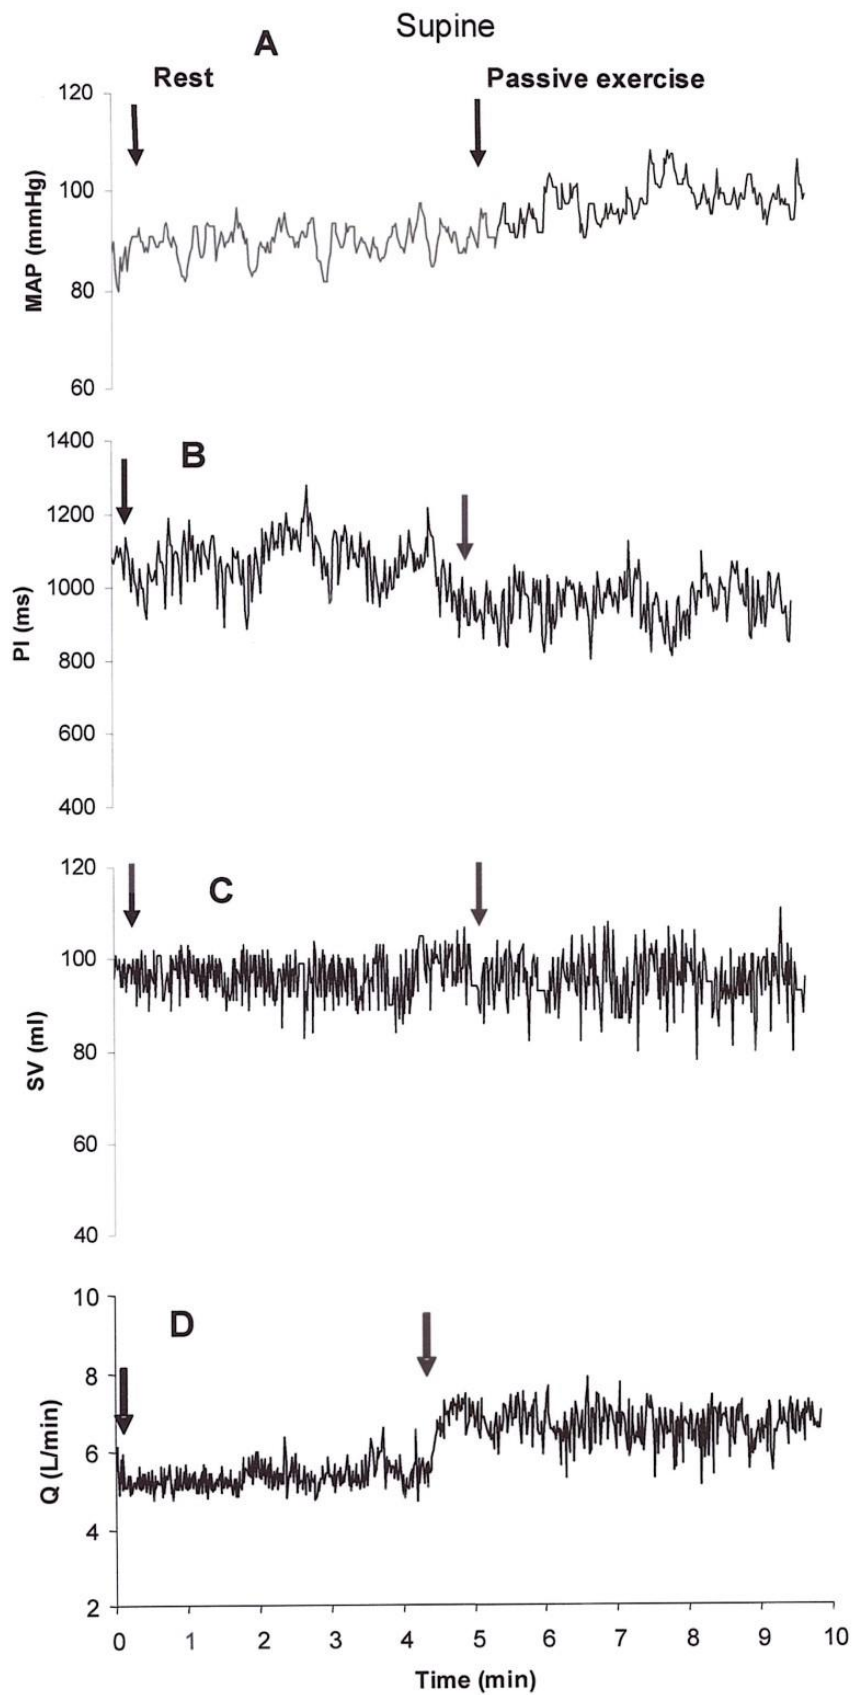 Supine
A
Rest
Passive exercise
120
100
80
60
MAP (mmHg)
B
1400
1200
1000
800
600
400
PI (ms)
C
120
100
80
60
40
SV (ml)
D
10
8
6
4
2
Q (L/min)
0 1 2 3 4 5 6 7 8 9 10
Time (min)